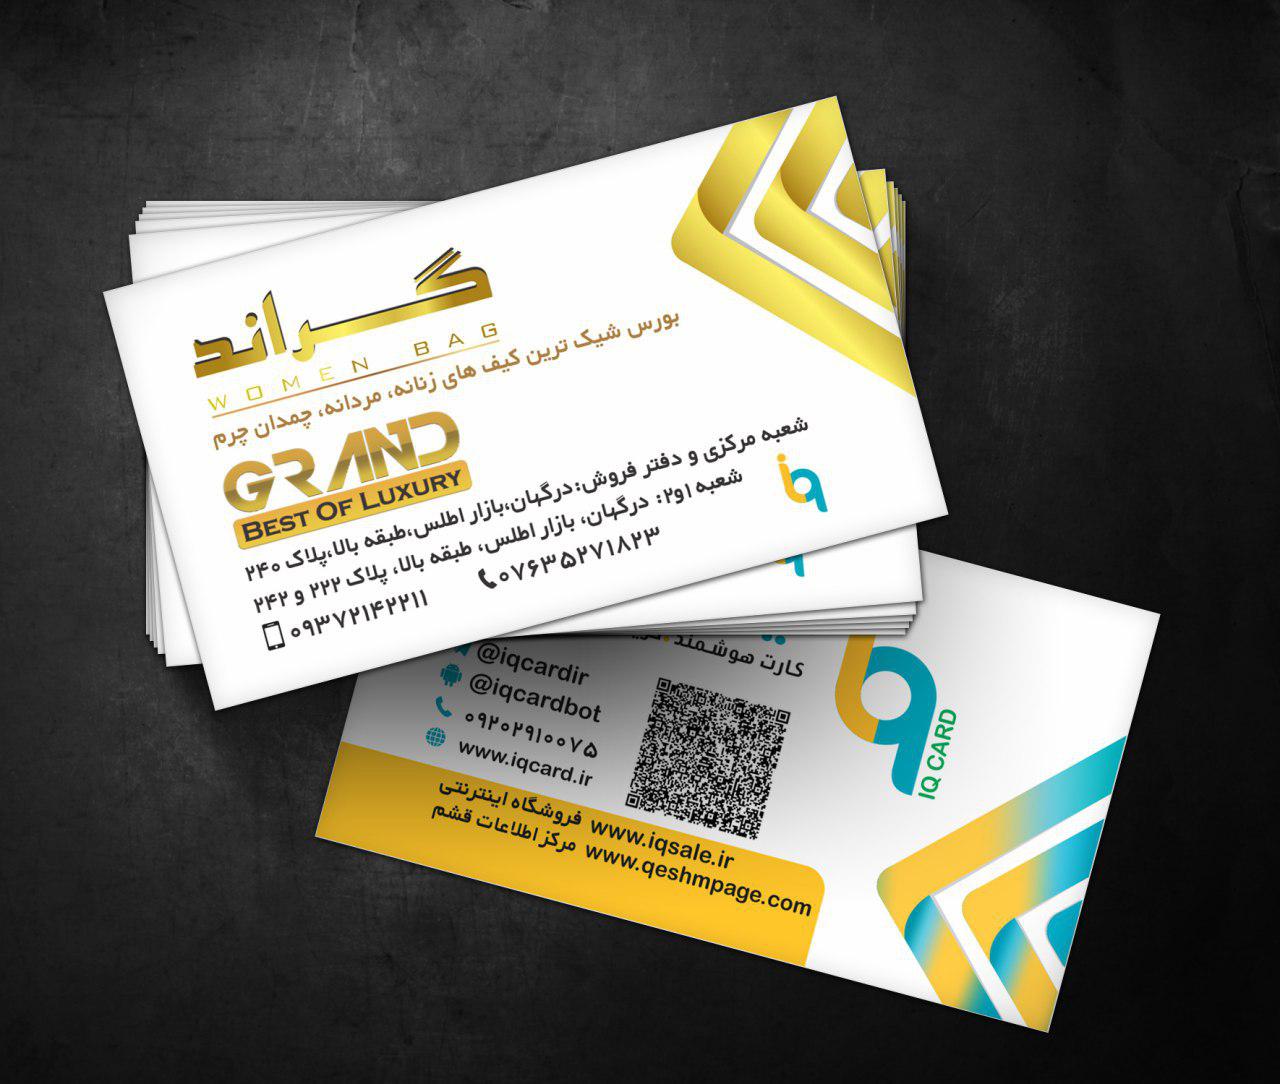 گراند
WOMEN BAG
بورس شیک ترین کیف های زنانه، مردانه، چمدان چرم
GRAND
BEST OF LUXURY
شعبه مرکزی و دفتر فروش:درگهان،بازار اطلس،طبقه بالا،پلاک ۲۴۰
شعبه ۱و۲: درگهان، بازار اطلس، طبقه بالا، پلاک ۲۲۲ و ۲۴۲
۰۷۶۳۵۲۷۱۸۲۳
۰۹۳۷۲۱۴۲۲۱۱
iq
کارت هوشمند
@iqcardir
@iqcardbot
۰۹۲۰۲۹۱۰۰۷۵
www.iqcard.ir
IQ CARD
www.iqsale.ir فروشگاه اینترنتی
www.qeshmpage.com مرکز اطلاعات قشم